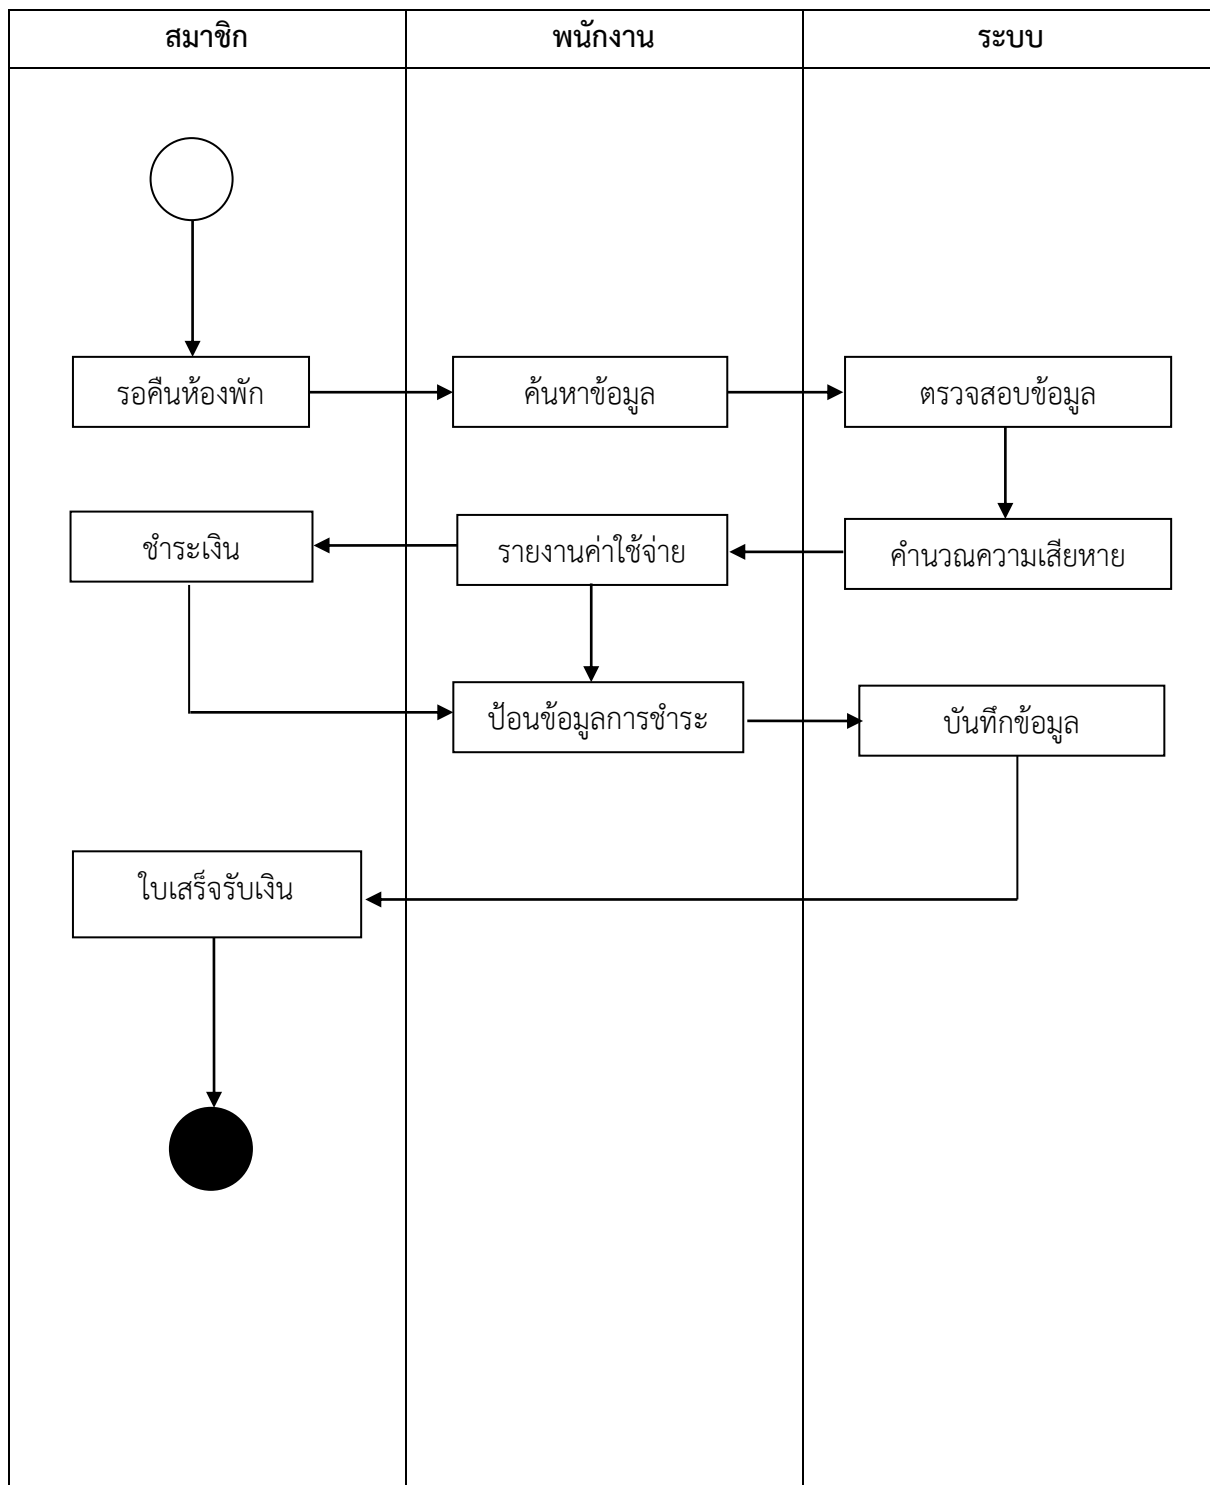 สมาชิก
พนักงาน
ระบบ
รอคืนห้องพัก
ค้นหาข้อมูล
ตรวจสอบข้อมูล
ชำระเงิน
รายงานค่าใช้จ่าย
คำนวณความเสียหาย
ป้อนข้อมูลการชำระ
บันทึกข้อมูล
ใบเสร็จรับเงิน